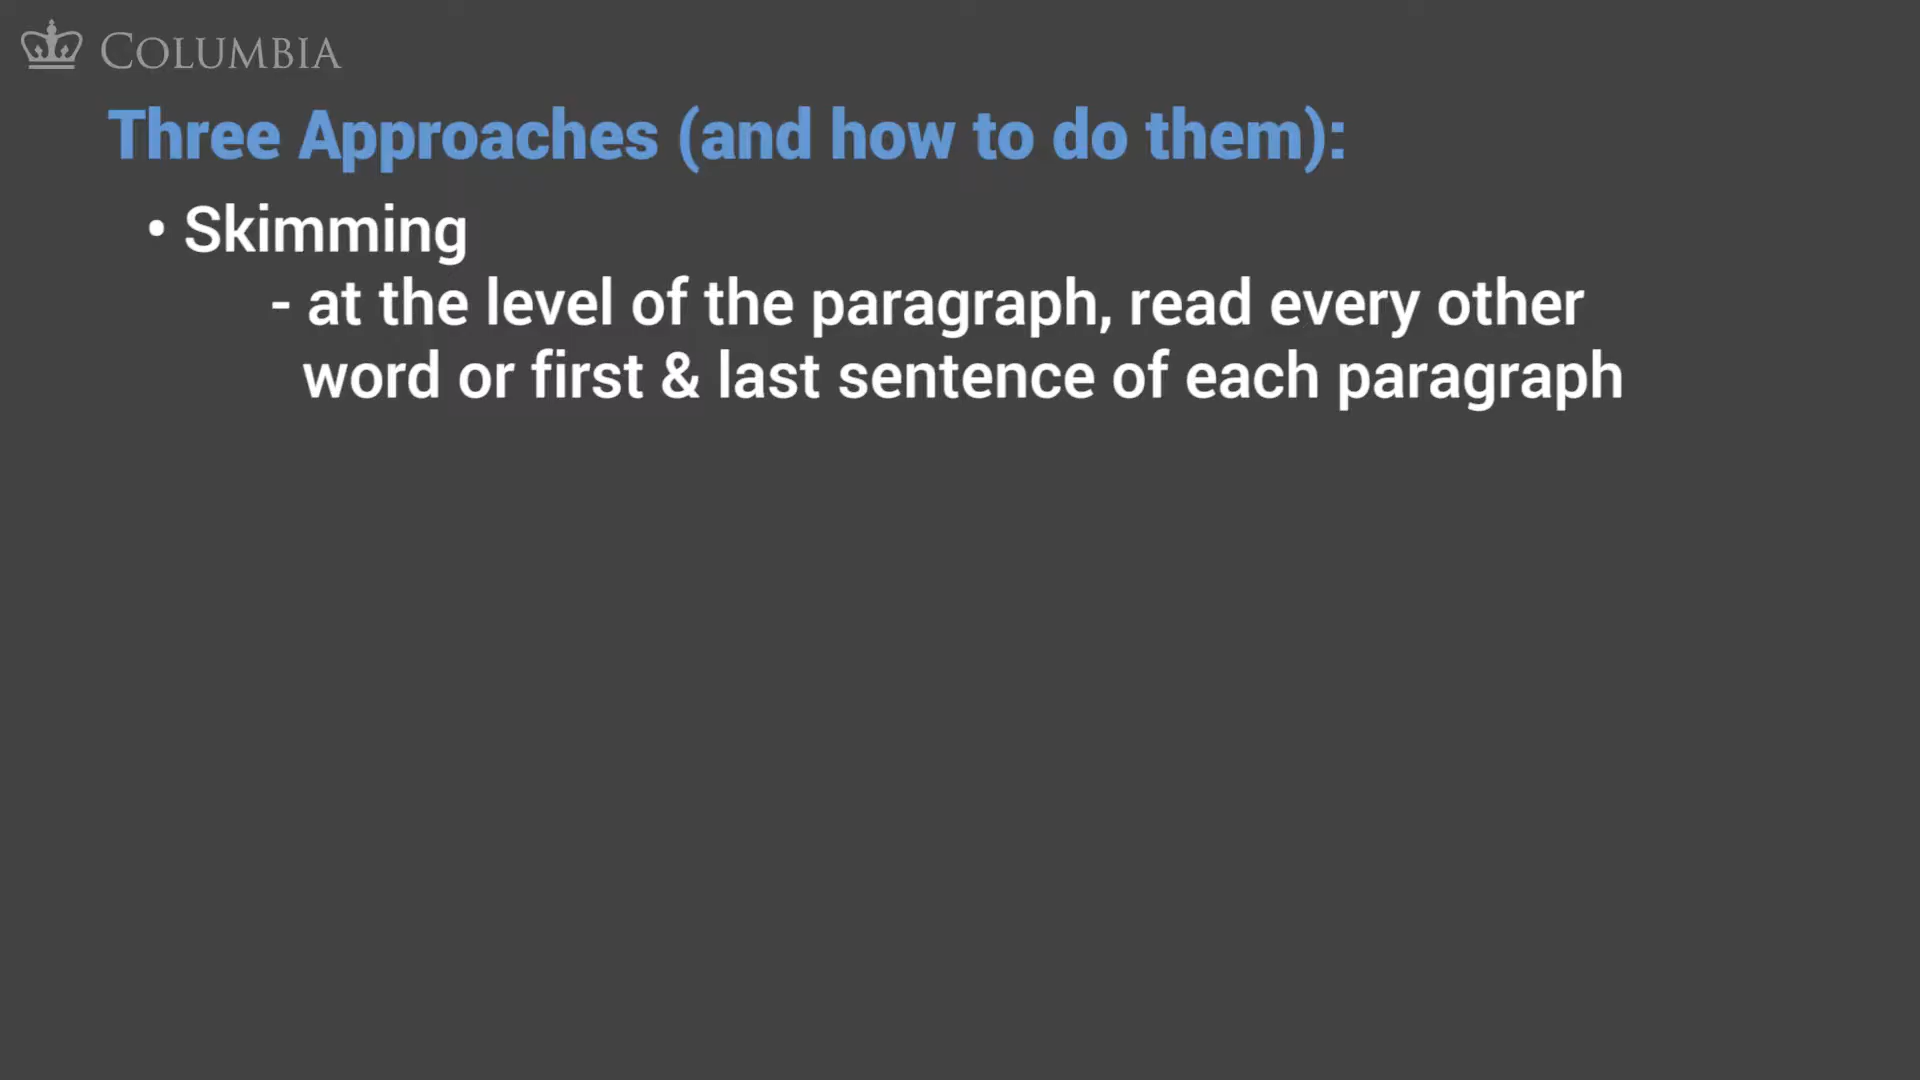 COLUMBIA
Three Approaches (and how to do them):
• Skimming
- at the level of the paragraph, read every other
word or first & last sentence of each paragraph